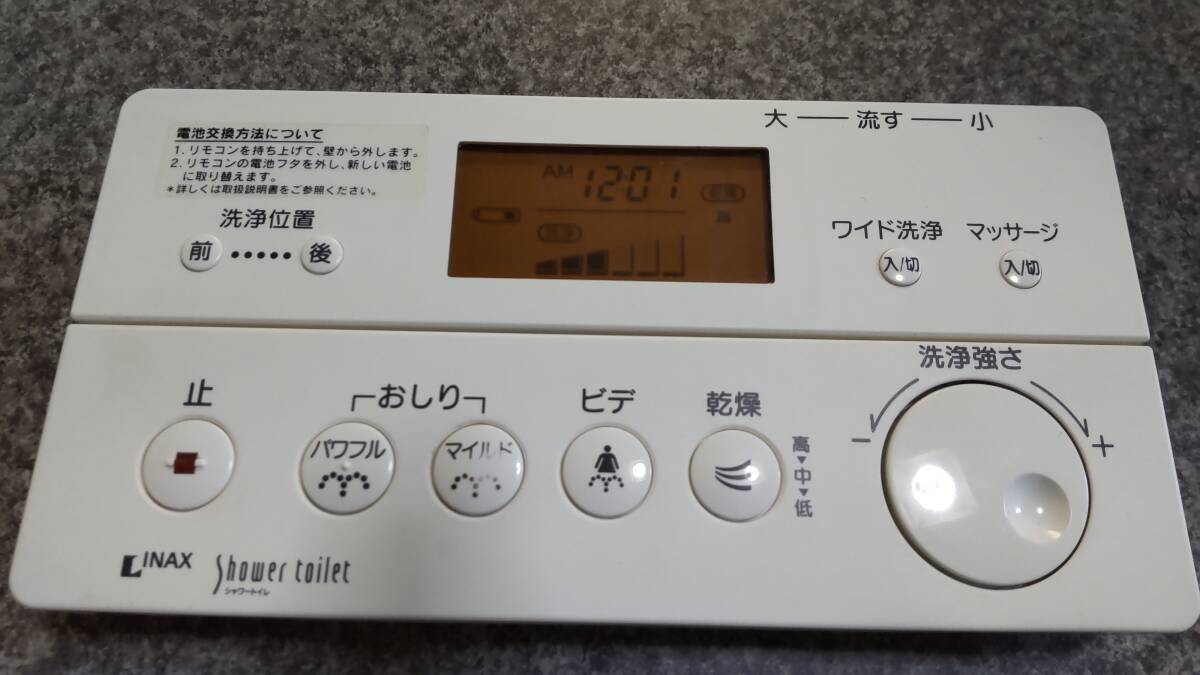 電池交換方法について
1. リモコンを持ち上げて、壁から外します。
2. リモコンの電池フタを外し、新しい電池
に取り替えます。
*詳しくは取扱説明書をご参照ください。
大 流す 小
AM 12:01
乾燥
高
洗浄
洗浄位置
前 後
ワイド洗浄 マッサージ
入/切 入/切
洗浄強さ
- +
止 おしり ビデ 乾燥
パワフル マイルド
高
中
低
INAX Shower toilet
シャワートイレ